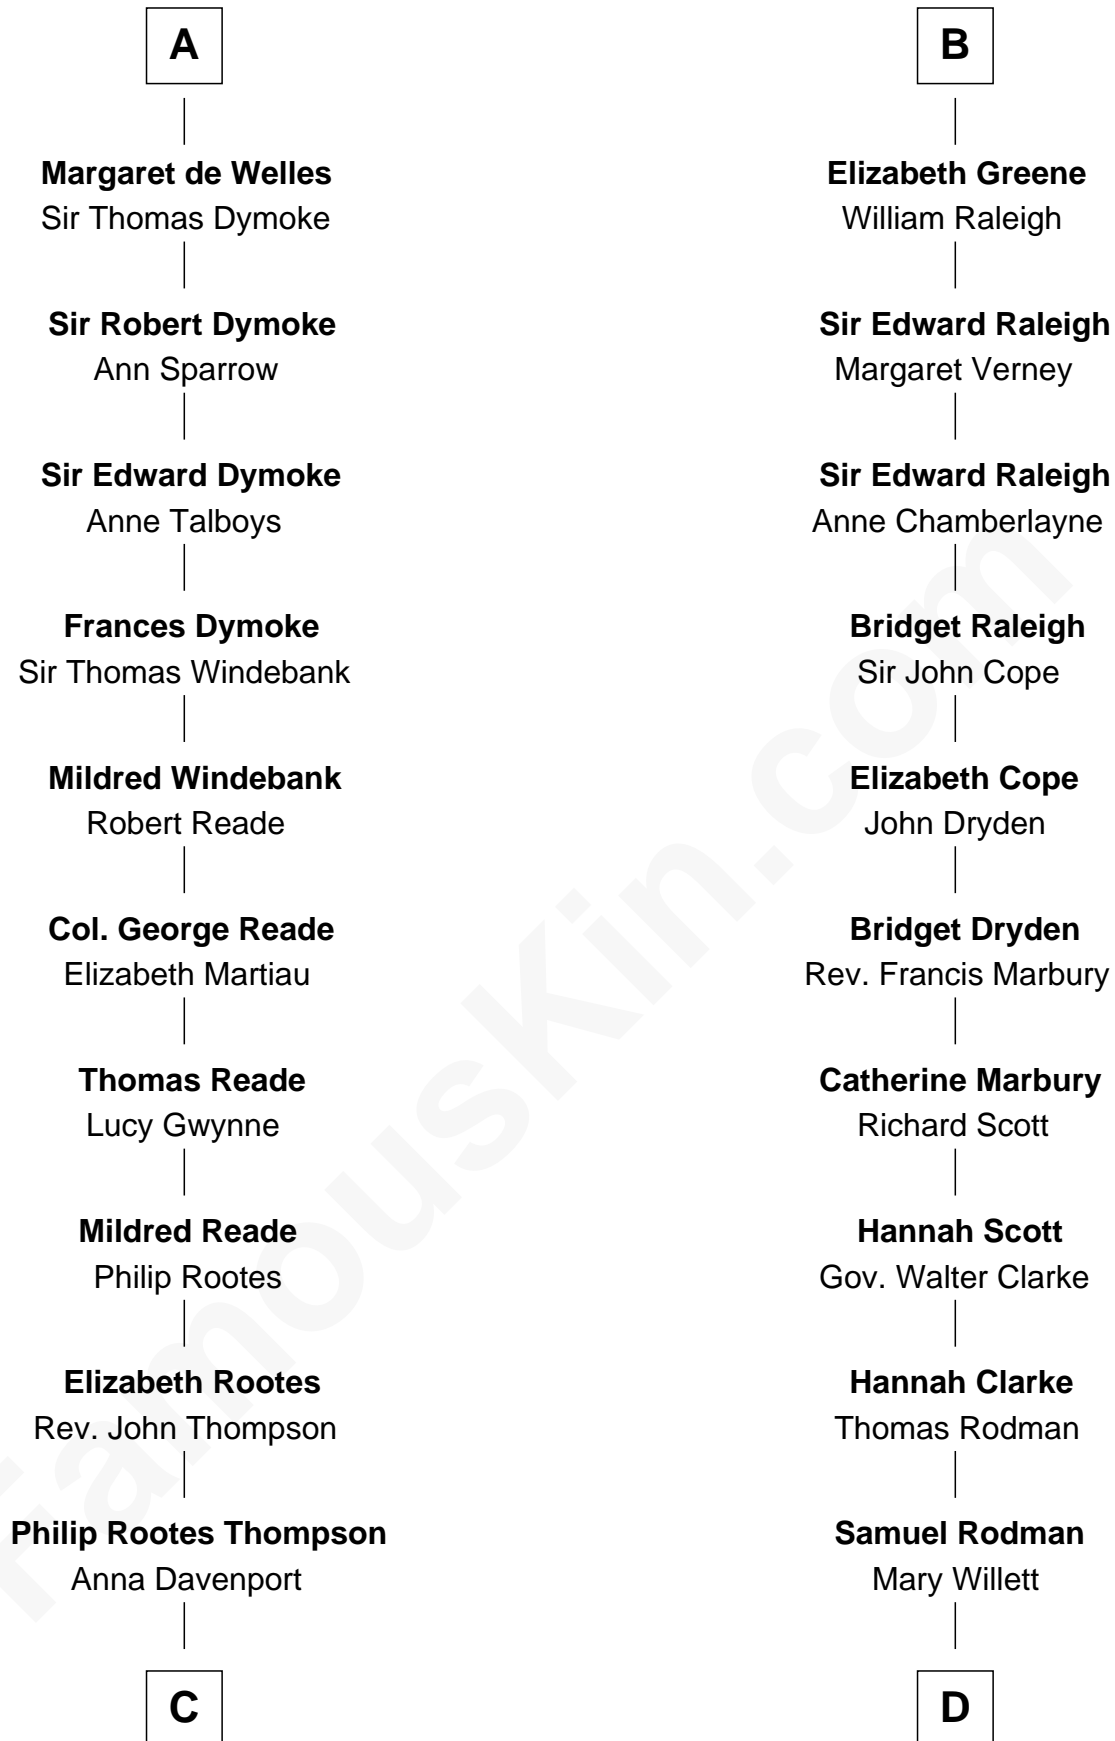 A
Margaret de Welles
Sir Thomas Dymoke
Sir Robert Dymoke
Ann Sparrow
Sir Edward Dymoke
Anne Talboys
Frances Dymoke
Sir Thomas Windebank
Mildred Windebank
Robert Reade
Col. George Reade
Elizabeth Martiau
Thomas Reade
Lucy Gwynne
Mildred Reade
Philip Rootes
Elizabeth Rootes
Rev. John Thompson
Philip Rootes Thompson
Anna Davenport
C
B
Elizabeth Greene
William Raleigh
Sir Edward Raleigh
Margaret Verney
Sir Edward Raleigh
Anne Chamberlayne
Bridget Raleigh
Sir John Cope
Elizabeth Cope
John Dryden
Bridget Dryden
Rev. Francis Marbury
Catherine Marbury
Richard Scott
Hannah Scott
Gov. Walter Clarke
Hannah Clarke
Thomas Rodman
Samuel Rodman
Mary Willett
D
FamousKin.com